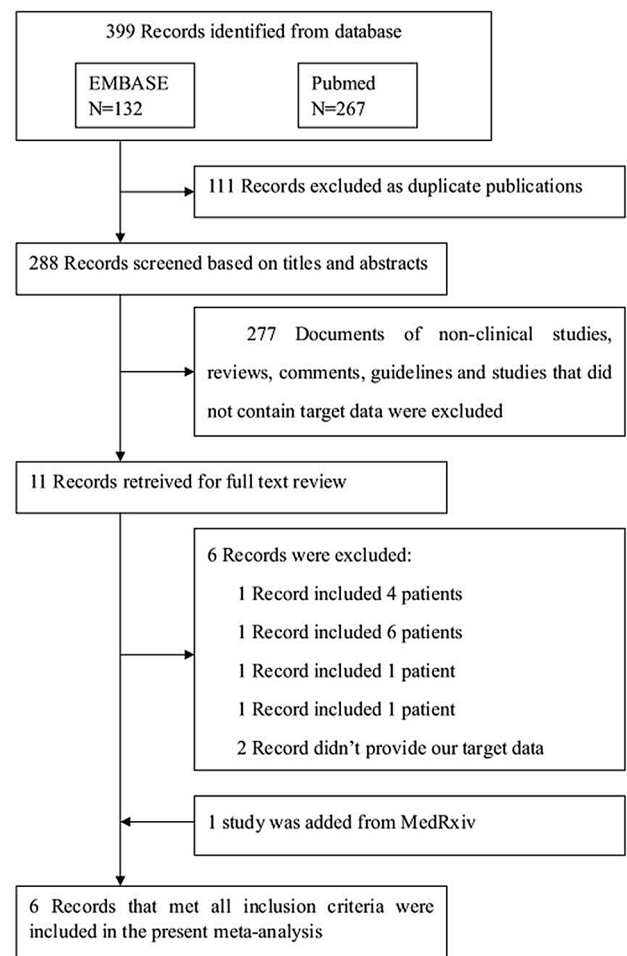 399 Records identified from database
EMBASE
N=132
Pubmed
N=267
111 Records excluded as duplicate publications
288 Records screened based on titles and abstracts
277 Documents of non-clinical studies,
reviews, comments, guidelines and studies that did
not contain target data were excluded
11 Records retreived for full text review
6 Records were excluded:
1 Record included 4 patients
1 Record included 6 patients
1 Record included 1 patient
1 Record included 1 patient
2 Record didn’t provide our target data
1 study was added from MedRxiv
6 Records that met all inclusion criteria were
included in the present meta-analysis